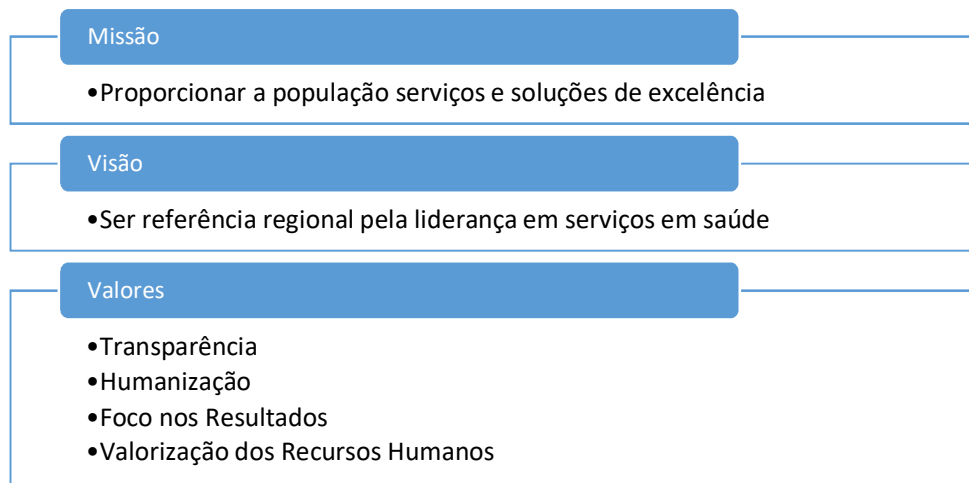 Missão
•Proporcionar a população serviços e soluções de excelência
Visão
•Ser referência regional pela liderança em serviços em saúde
Valores
•Transparência
•Humanização
•Foco nos Resultados
•Valorização dos Recursos Humanos